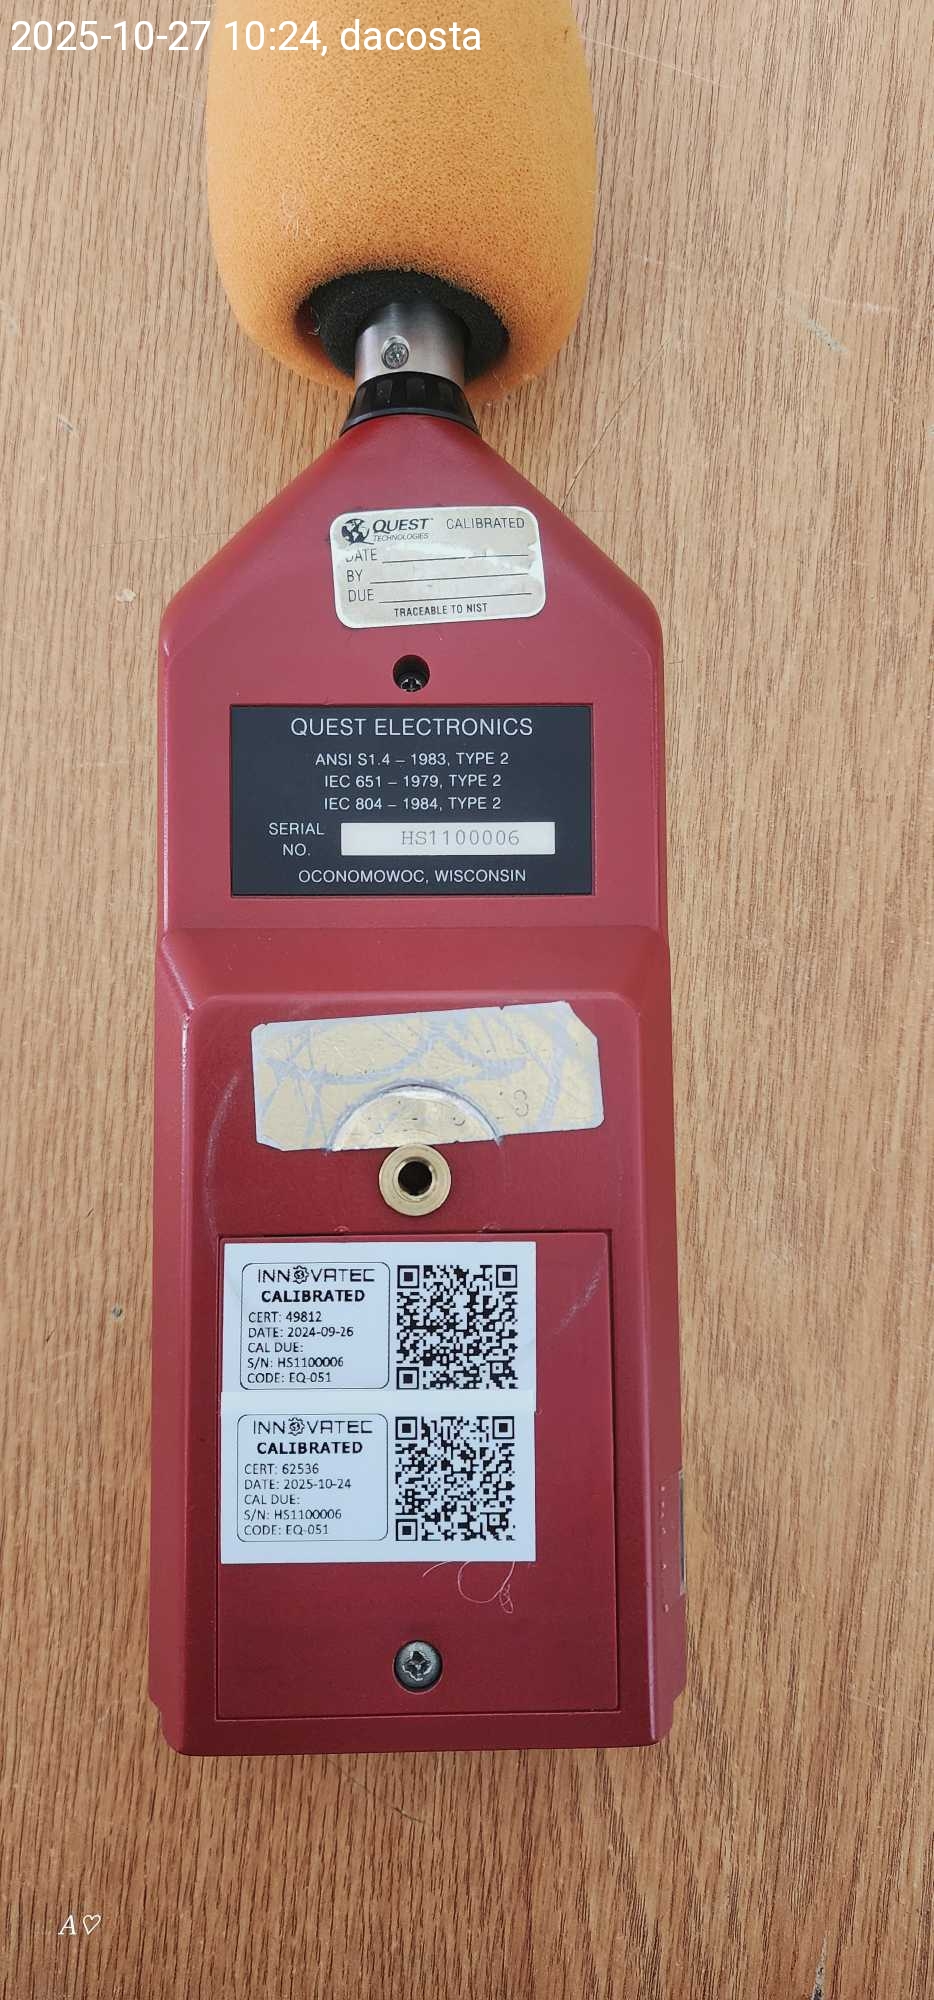 2025-10-27 10:24, dacosta
QUEST CALIBRATED
TECHNOLOGIES
DATE
BY
DUE
TRACEABLE TO NIST
QUEST ELECTRONICS
ANSI S1.4 – 1983, TYPE 2
IEC 651 – 1979, TYPE 2
IEC 804 – 1984, TYPE 2
SERIAL NO. HS1100006
OCONOMOWOC, WISCONSIN
INNOVATEC
CALIBRATED
CERT: 49812
DATE: 2024-09-26
CAL DUE:
S/N: HS1100006
CODE: EQ-051
INNOVATEC
CALIBRATED
CERT: 62536
DATE: 2025-10-24
CAL DUE:
S/N: HS1100006
CODE: EQ-051
A♡